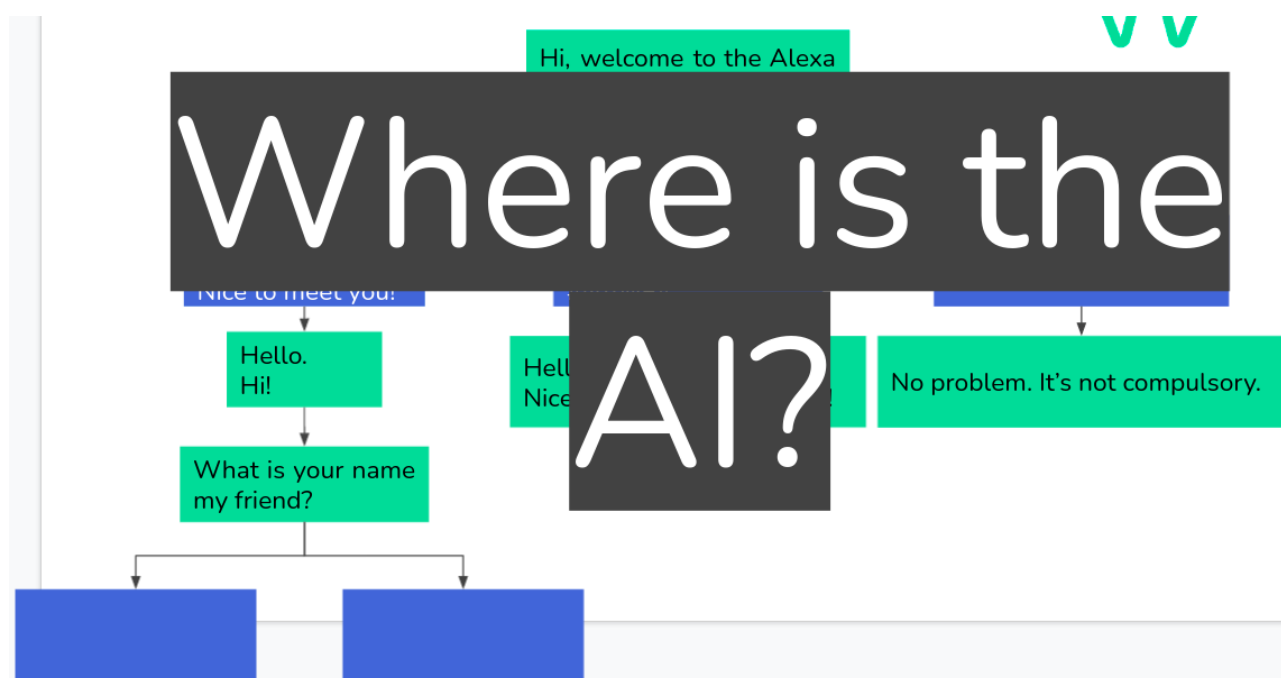 Hi, welcome to the Alexa
Where is the
AI?
Nice to meet you!
Hello.
Hi!
What is your name
my friend?
Nice
No problem. It’s not compulsory.